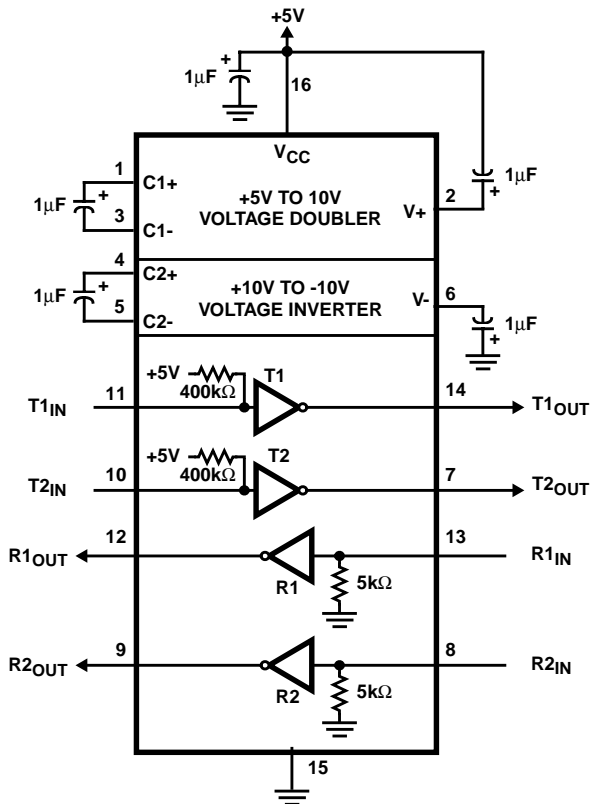 +5V
1µF
+
16
VCC
1
C1+
+5V TO 10V
VOLTAGE DOUBLER
1µF
+
3
C1-
2
V+
1µF
+
4
C2+
+10V TO -10V
VOLTAGE INVERTER
1µF
+
5
C2-
6
V-
1µF
+
+5V
400kΩ
T1
T1IN
11
14
T1OUT
+5V
400kΩ
T2
T2IN
10
7
T2OUT
R1OUT
12
13
R1IN
R1
5kΩ
R2OUT
9
8
R2IN
R2
5kΩ
15